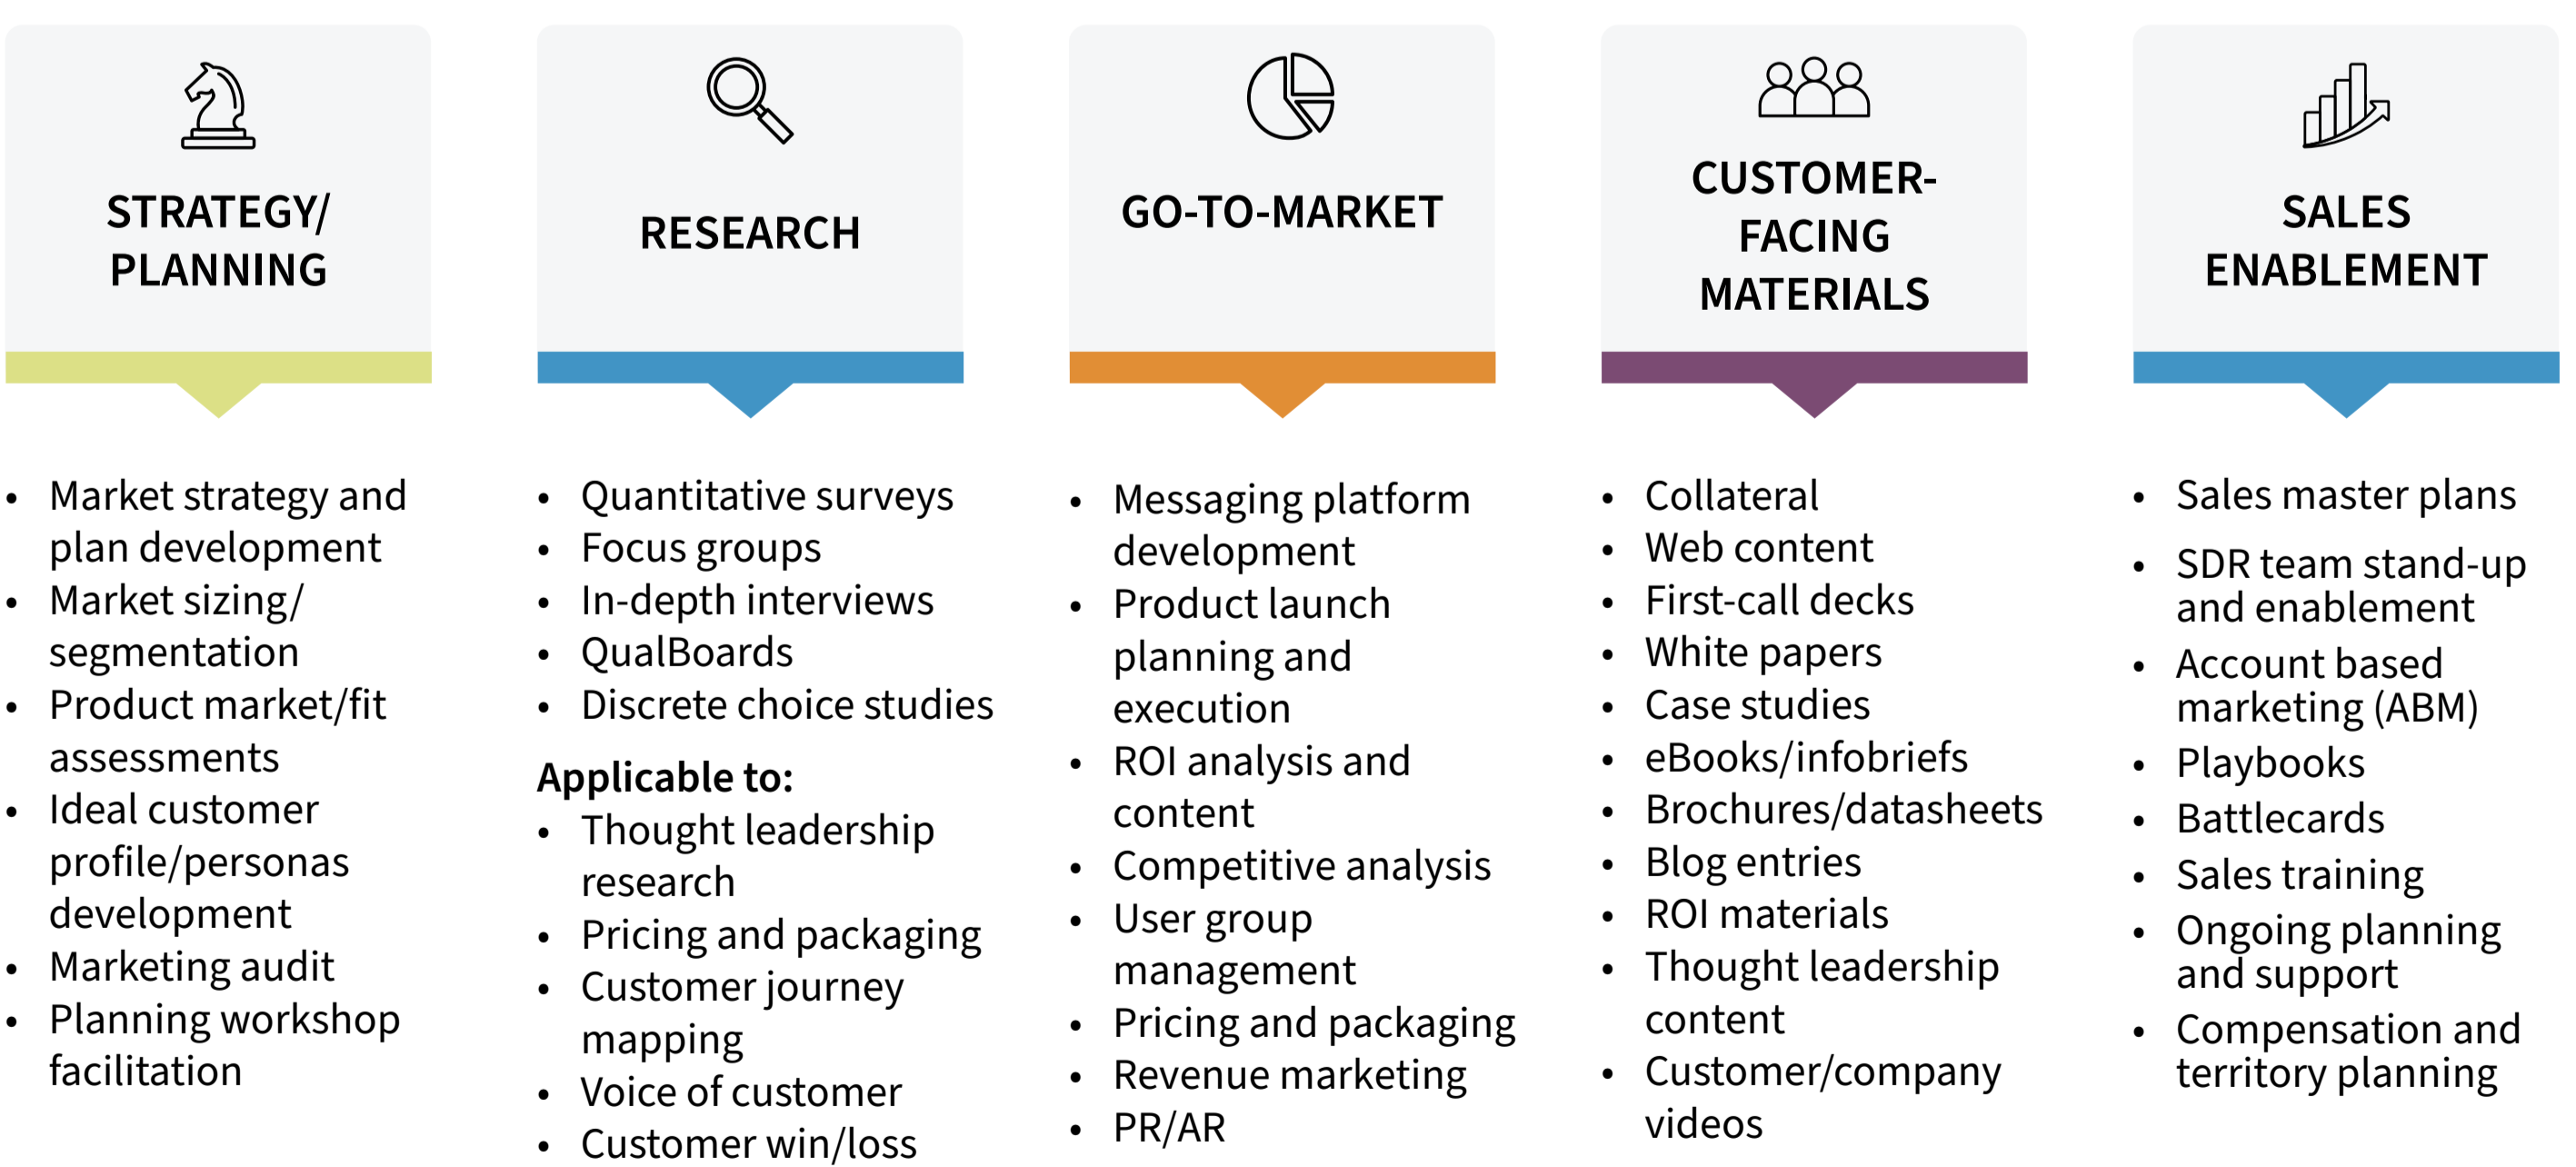 STRATEGY/
PLANNING
• Market strategy and
plan development
• Market sizing/
segmentation
• Product market/fit
assessments
• Ideal customer
profile/personas
development
• Marketing audit
• Planning workshop
facilitation
RESEARCH
• Quantitative surveys
• Focus groups
• In-depth interviews
• QualBoards
• Discrete choice studies
Applicable to:
• Thought leadership
research
• Pricing and packaging
• Customer journey
mapping
• Voice of customer
• Customer win/loss
GO-TO-MARKET
• Messaging platform
development
• Product launch
planning and
execution
• ROI analysis and
content
• Competitive analysis
• User group
management
• Pricing and packaging
• Revenue marketing
• PR/AR
CUSTOMER-
FACING
MATERIALS
• Collateral
• Web content
• First-call decks
• White papers
• Case studies
• eBooks/infobriefs
• Brochures/datasheets
• Blog entries
• ROI materials
• Thought leadership
content
• Customer/company
videos
SALES
ENABLEMENT
• Sales master plans
• SDR team stand-up
and enablement
• Account based
marketing (ABM)
• Playbooks
• Battlecards
• Sales training
• Ongoing planning
and support
• Compensation and
territory planning